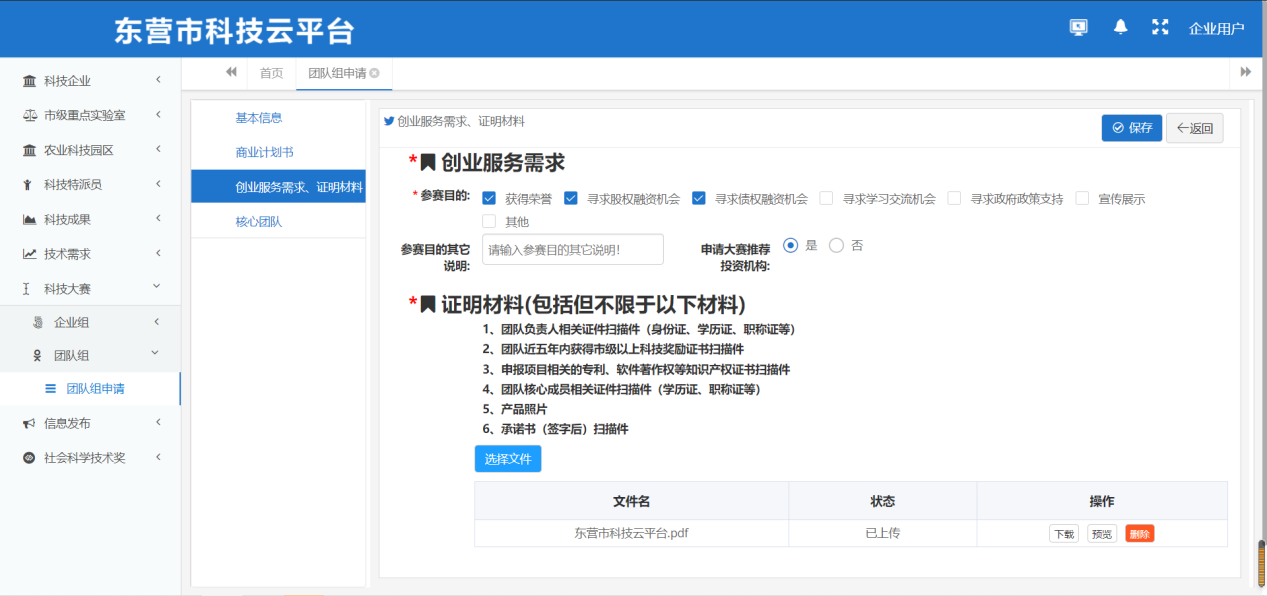 东营市科技云平台
企业用户
科技企业
市级重点实验室
农业科技园区
科技特派员
科技成果
技术需求
科技大赛
企业组
团队组
团队组申请
信息发布
社会科学技术奖
首页 团队组申请
基本信息
商业计划书
创业服务需求、证明材料
核心团队
创业服务需求、证明材料
保存 返回
*创业服务需求
*参赛目的: 获得荣誉 寻求股权融资机会 寻求债权融资机会 寻求学习交流机会 寻求政府政策支持 宣传展示
其他
参赛目的其它 请输入参赛目的其它说明! 申请大赛推荐 是 否
说明: 投资机构:
*证明材料(包括但不限于以下材料)
1、团队负责人相关证件扫描件（身份证、学历证、职称证等）
2、团队近五年内获得市级以上科技奖励证书扫描件
3、申报项目相关的专利、软件著作权等知识产权证书扫描件
4、团队核心成员相关证件扫描件（学历证、职称证等）
5、产品照片
6、承诺书（签字后）扫描件
选择文件
文件名 状态 操作
东营市科技云平台.pdf 已上传 下载 预览 删除